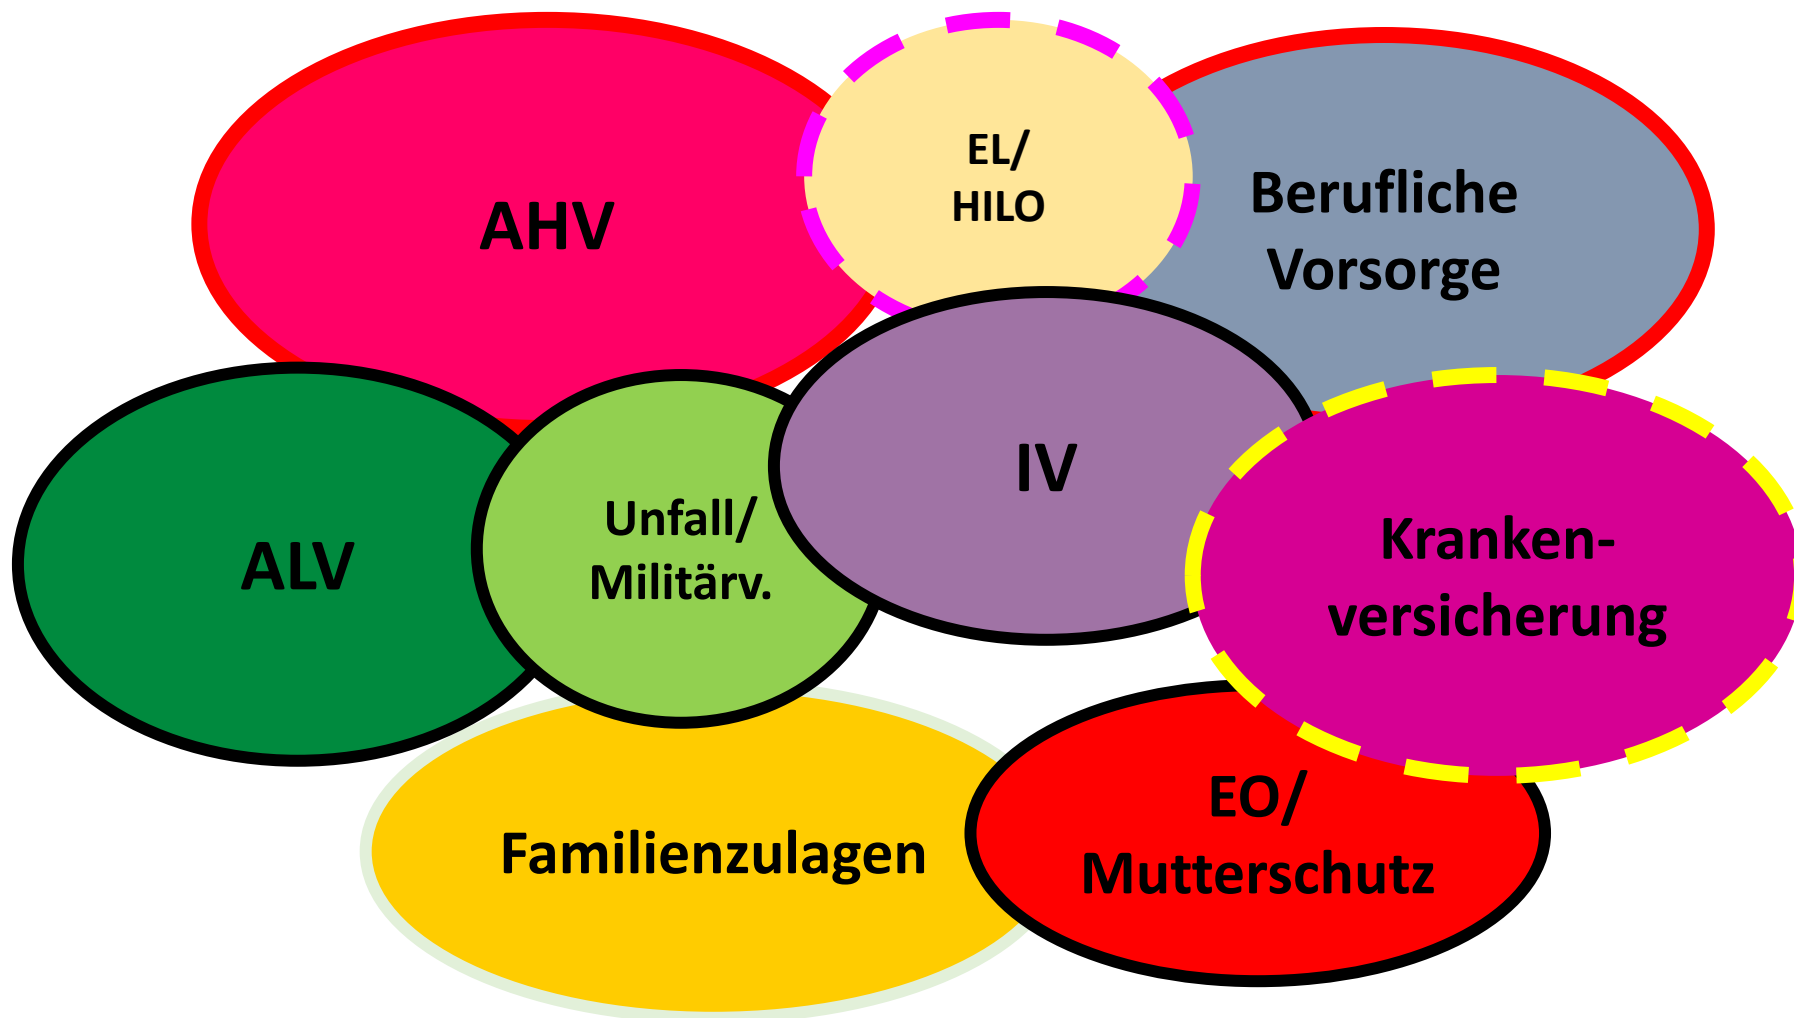 AHV
EL/
HILO
Berufliche
Vorsorge
ALV
Unfall/
Militärv.
IV
Kranken-
versicherung
Familienzulagen
EO/
Mutterschutz